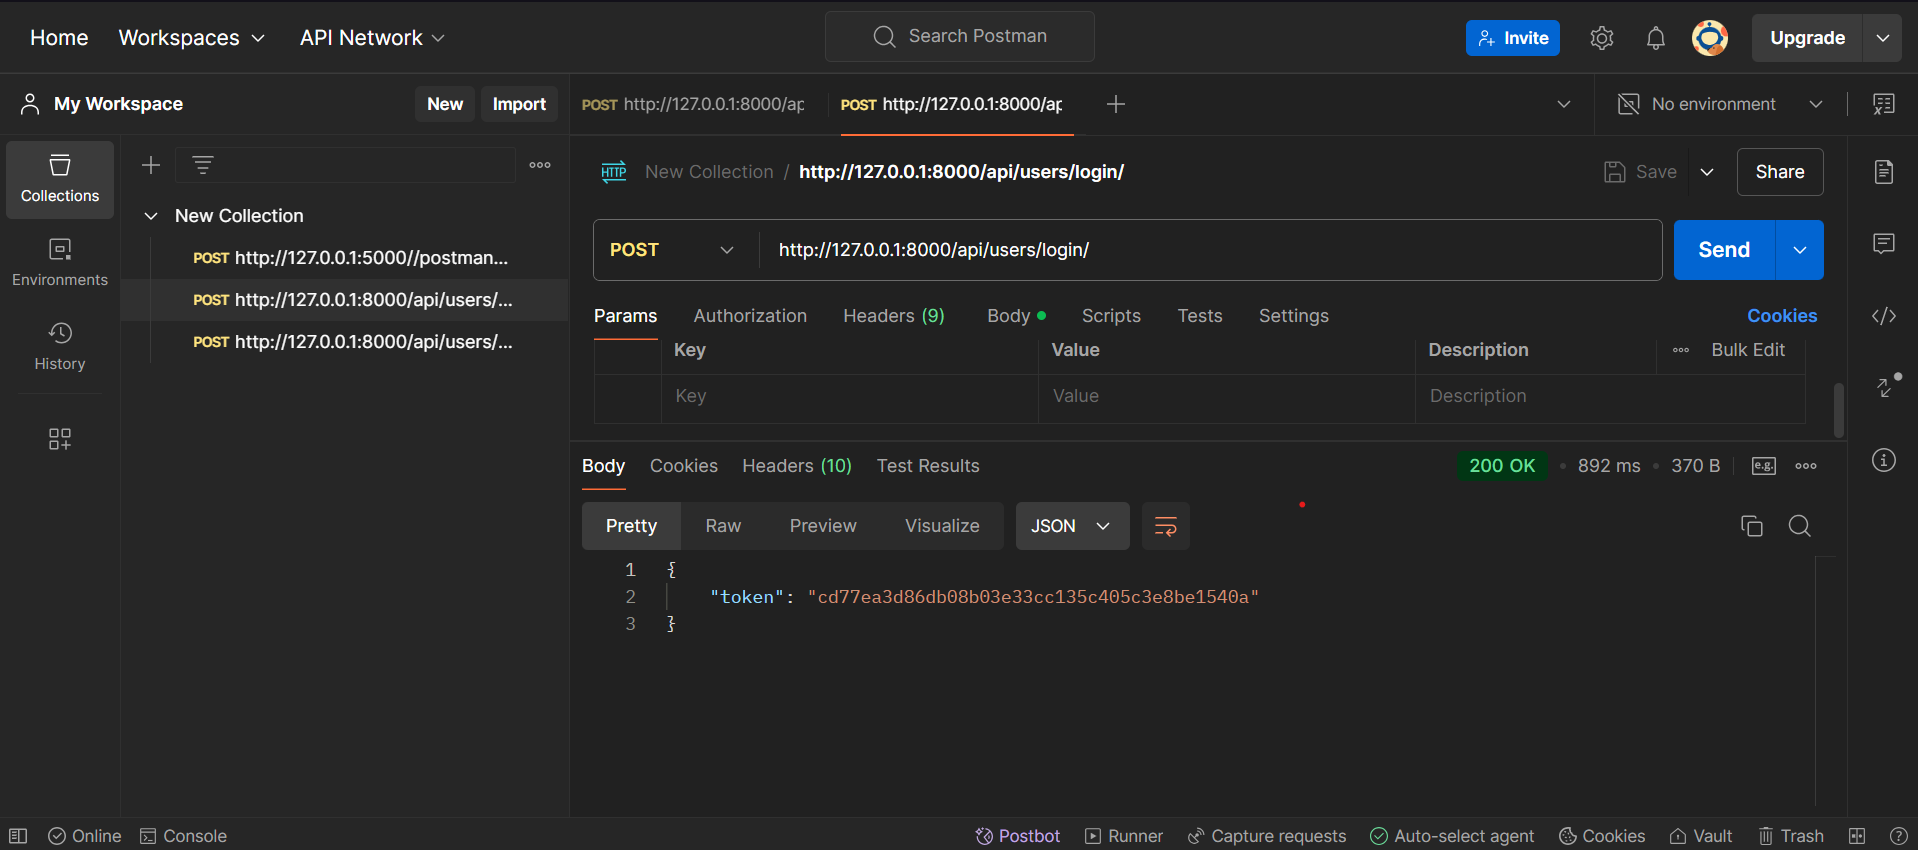 Home Workspaces API Network Search Postman Invite Upgrade
My Workspace New Import POST http://127.0.0.1:8000/ap POST http://127.0.0.1:8000/ap No environment
Collections
Environments
History
New Collection
POST http://127.0.0.1:5000//postman...
POST http://127.0.0.1:8000/api/users/...
POST http://127.0.0.1:8000/api/users/...
HTTP New Collection / http://127.0.0.1:8000/api/users/login/ Save Share
POST http://127.0.0.1:8000/api/users/login/ Send
Params Authorization Headers (9) Body Scripts Tests Settings Cookies
Key Value Description Bulk Edit
Key Value Description
Body Cookies Headers (10) Test Results 200 OK 892 ms 370 B e.g.
Pretty Raw Preview Visualize JSON
1 {
2 "token": "cd77ea3d86db08b03e33cc135c405c3e8be1540a"
3 }
Online Console Postbot Runner Capture requests Auto-select agent Cookies Vault Trash